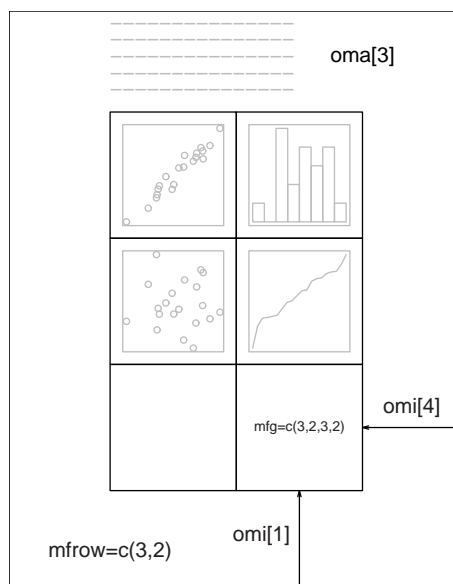 oma[3]
omi[4]
mfg=c(3,2,3,2)
omi[1]
mfrow=c(3,2)